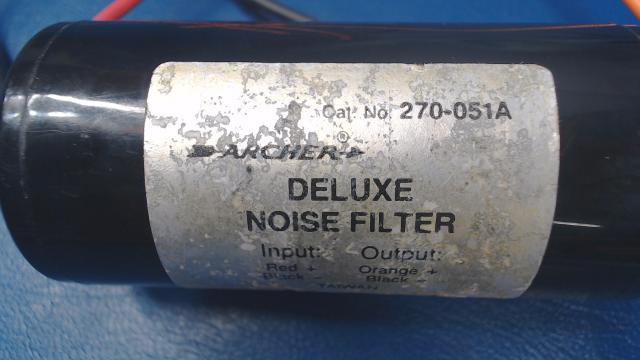 Cat. No. 270-051A
®
ARCHER
DELUXE
NOISE FILTER
Input: Output:
Red + Orange +
Black - Black -
TAIWAN